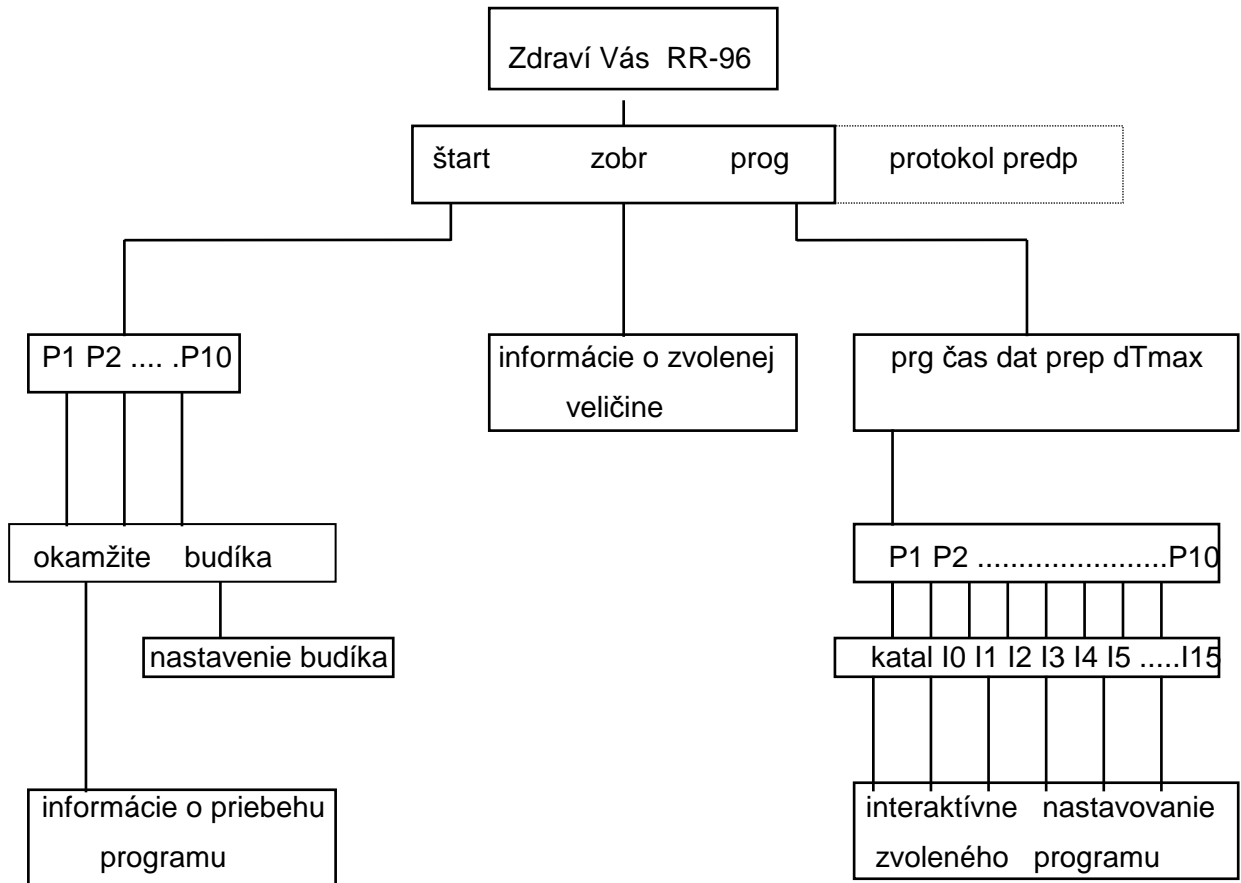 Zdraví Vás RR-96
štart zobr prog protokol predp
P1 P2 .... .P10
informácie o zvolenej
veličine
prg čas dat prep dTmax
okamžite budíka
P1 P2 .......................P10
nastavenie budíka
katal I0 I1 I2 I3 I4 I5 .....I15
informácie o priebehu
programu
interaktívne nastavovanie
zvoleného programu